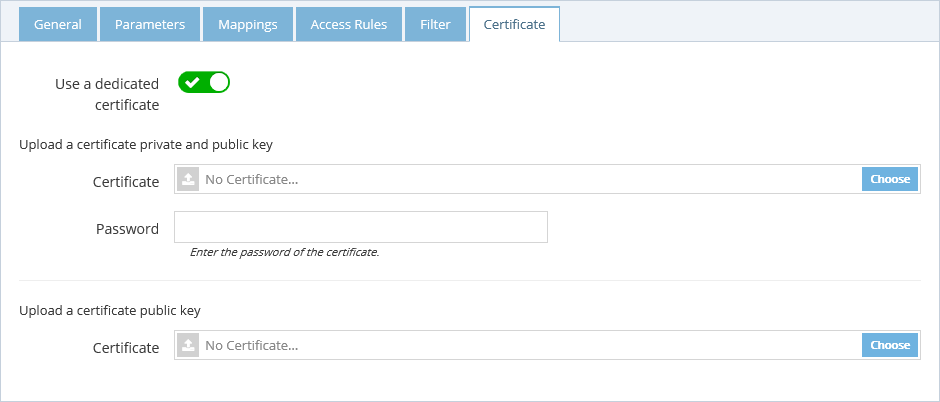 General Parameters Mappings Access Rules Filter Certificate
Use a dedicated
certificate
Upload a certificate private and public key
Certificate No Certificate... Choose
Password
Enter the password of the certificate.
Upload a certificate public key
Certificate No Certificate... Choose